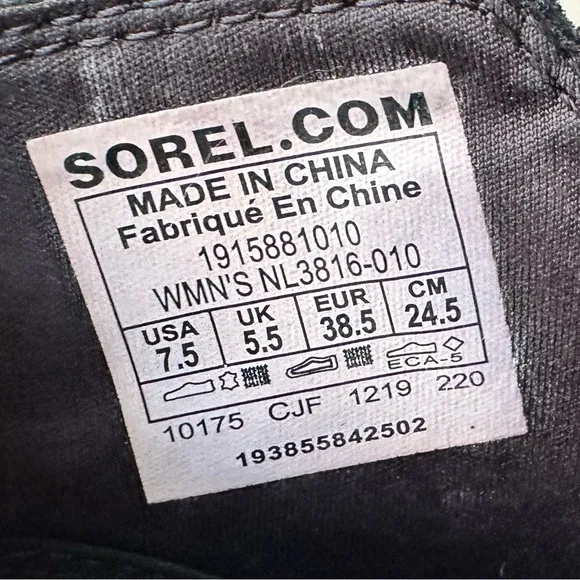 SOREL.COM
MADE IN CHINA
Fabriqué En Chine
1915881010
WMN'S NL3816-010
USA UK EUR CM
7.5 5.5 38.5 24.5
ECA-5
10175 CJF 1219 220
193855842502